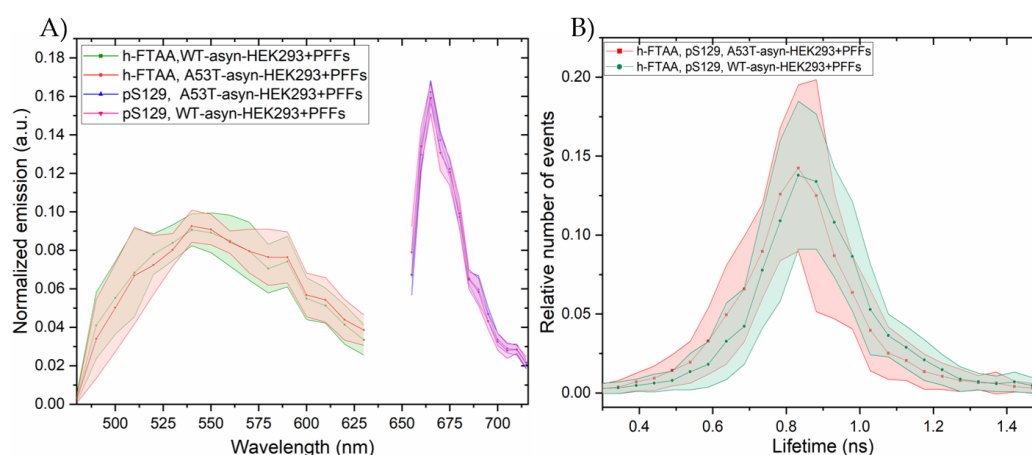 A)
h-FTAA,WT-asyn-HEK293+PFFs
h-FTAA, A53T-asyn-HEK293+PFFs
pS129, A53T-asyn-HEK293+PFFs
pS129, WT-asyn-HEK293+PFFs
Normalized emission (a.u.)
0.18
0.16
0.14
0.12
0.10
0.08
0.06
0.04
0.02
0.00
500 525 550 575 600 625 650 675 700
Wavelength (nm)
B)
h-FTAA, pS129, A53T-asyn-HEK293+PFFs
h-FTAA, pS129, WT-asyn-HEK293+PFFs
Relative number of events
0.20
0.15
0.10
0.05
0.00
0.4 0.6 0.8 1.0 1.2 1.4
Lifetime (ns)